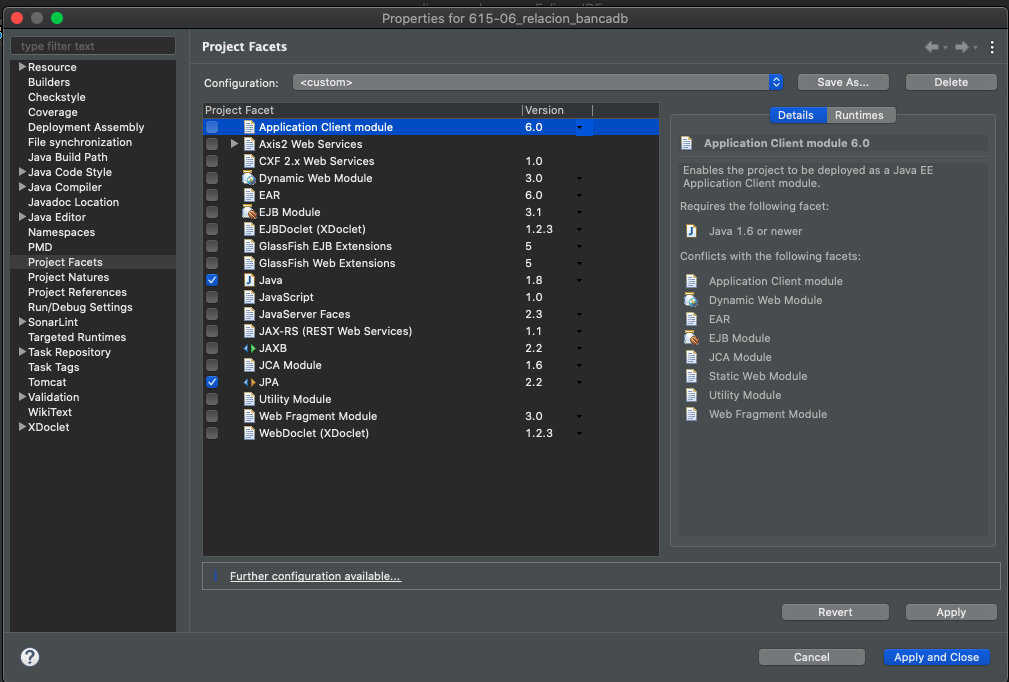 Properties for 615-06_relacion_bancadb
type filter text
Resource
Builders
Checkstyle
Coverage
Deployment Assembly
File synchronization
Java Build Path
Java Code Style
Java Compiler
Javadoc Location
Java Editor
Namespaces
PMD
Project Facets
Project Natures
Project References
Run/Debug Settings
SonarLint
Targeted Runtimes
Task Repository
Task Tags
Tomcat
Validation
WikiText
XDoclet
Project Facets
Configuration: <custom> Save As... Delete
Project Facet Version
Application Client module 6.0
Axis2 Web Services
CXF 2.x Web Services 1.0
Dynamic Web Module 3.0
EAR 6.0
EJB Module 3.1
EJBDoclet (XDoclet) 1.2.3
GlassFish EJB Extensions 5
GlassFish Web Extensions 5
Java 1.8
JavaScript 1.0
JavaServer Faces 2.3
JAX-RS (REST Web Services) 1.1
JAXB 2.2
JCA Module 1.6
JPA 2.2
Utility Module
Web Fragment Module 3.0
WebDoclet (XDoclet) 1.2.3
Details Runtimes
Application Client module 6.0
Enables the project to be deployed as a Java EE
Application Client module.
Requires the following facet:
Java 1.6 or newer
Conflicts with the following facets:
Application Client module
Dynamic Web Module
EAR
EJB Module
JCA Module
Static Web Module
Utility Module
Web Fragment Module
Further configuration available...
Revert Apply
? Cancel Apply and Close